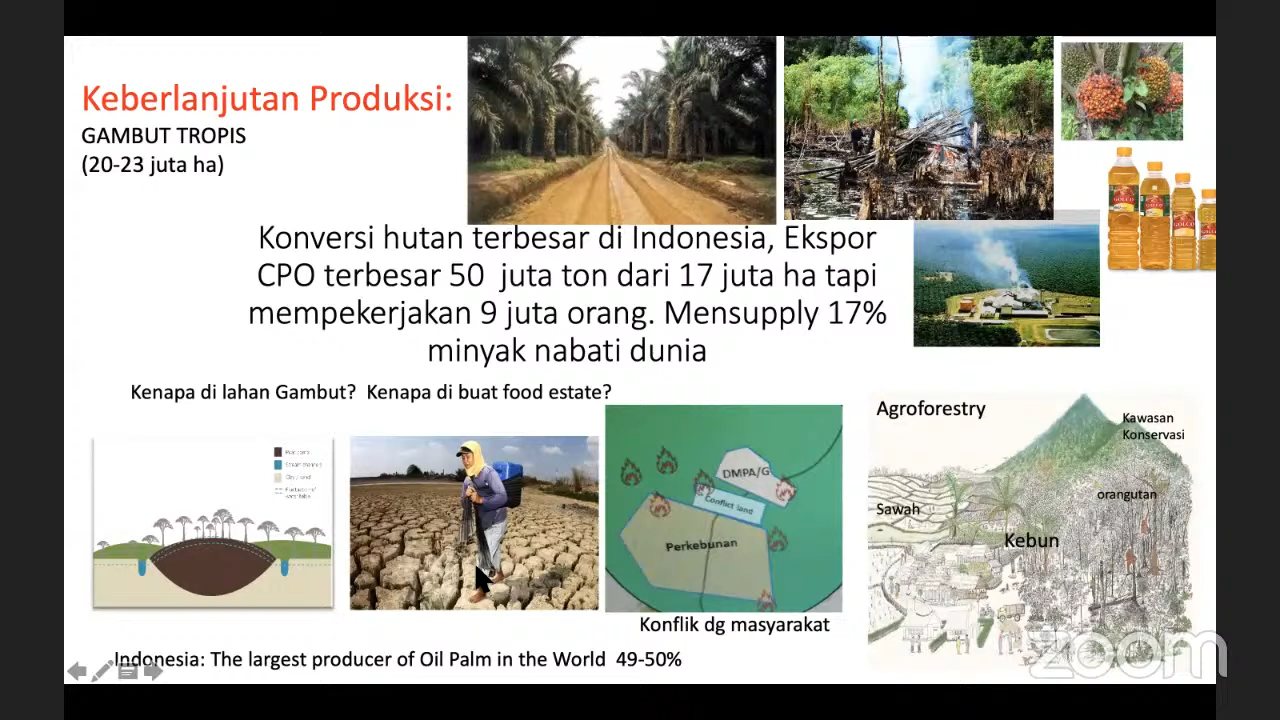 Keberlanjutan Produksi:
GAMBUT TROPIS
(20-23 juta ha)
Konversi hutan terbesar di Indonesia, Ekspor
CPO terbesar 50 juta ton dari 17 juta ha tapi
mempekerjakan 9 juta orang. Mensupply 17%
minyak nabati dunia
Kenapa di lahan Gambut? Kenapa di buat food estate?
DMPA/G
Conflict land
Perkebunan
Konflik dg masyarakat
Agroforestry
Kawasan
Konservasi
orangutan
Sawah
Kebun
Indonesia: The largest producer of Oil Palm in the World 49-50%
zoom